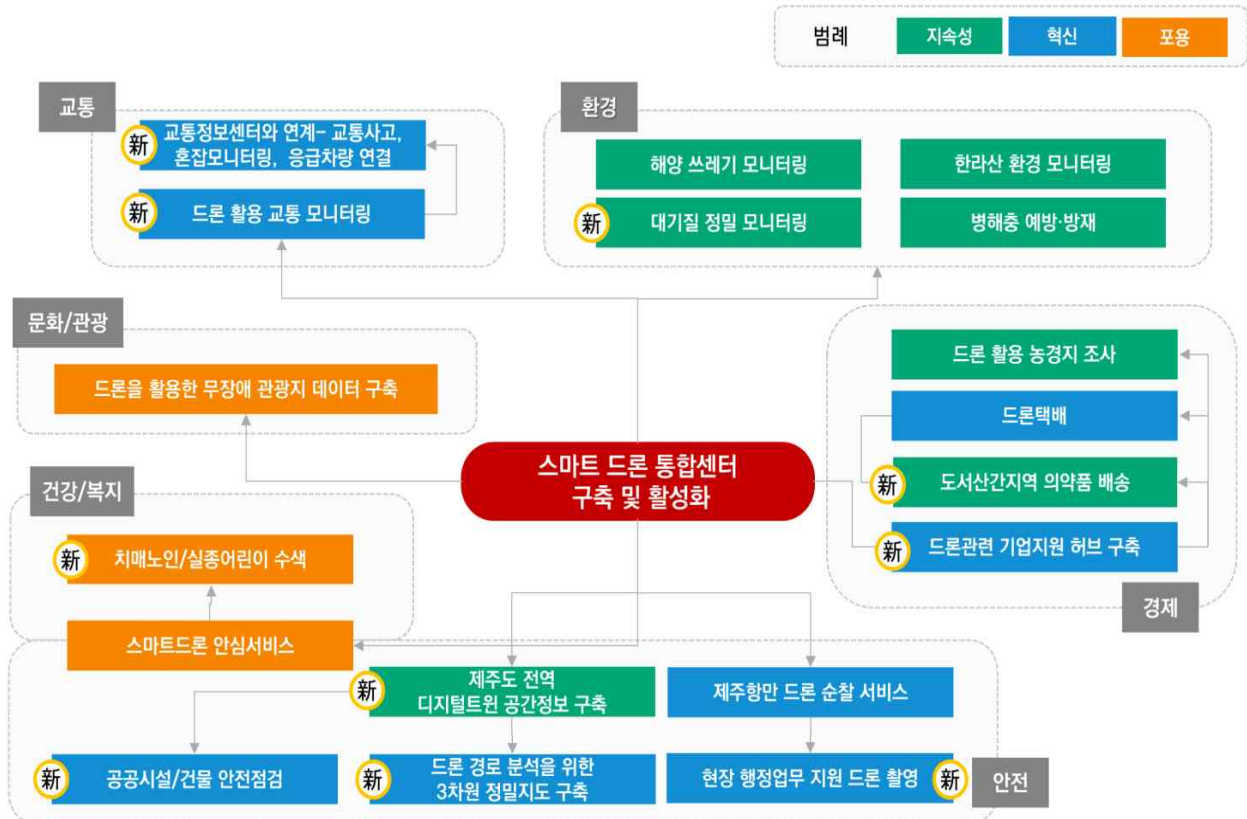 범례
지속성
혁신
포용
교통
新
교통정보센터와 연계- 교통사고,
혼잡모니터링, 응급차량 연결
新
드론 활용 교통 모니터링
환경
해양 쓰레기 모니터링
한라산 환경 모니터링
新
대기질 정밀 모니터링
병해충 예방·방재
문화/관광
드론을 활용한 무장애 관광지 데이터 구축
스마트 드론 통합센터
구축 및 활성화
드론 활용 농경지 조사
드론택배
新
도서산간지역 의약품 배송
新
드론관련 기업지원 허브 구축
경제
건강/복지
新
치매노인/실종어린이 수색
스마트드론 안심서비스
新
제주도 전역
디지털트윈 공간정보 구축
제주항만 드론 순찰 서비스
新
공공시설/건물 안전점검
新
드론 경로 분석을 위한
3차원 정밀지도 구축
현장 행정업무 지원 드론 촬영
新
안전